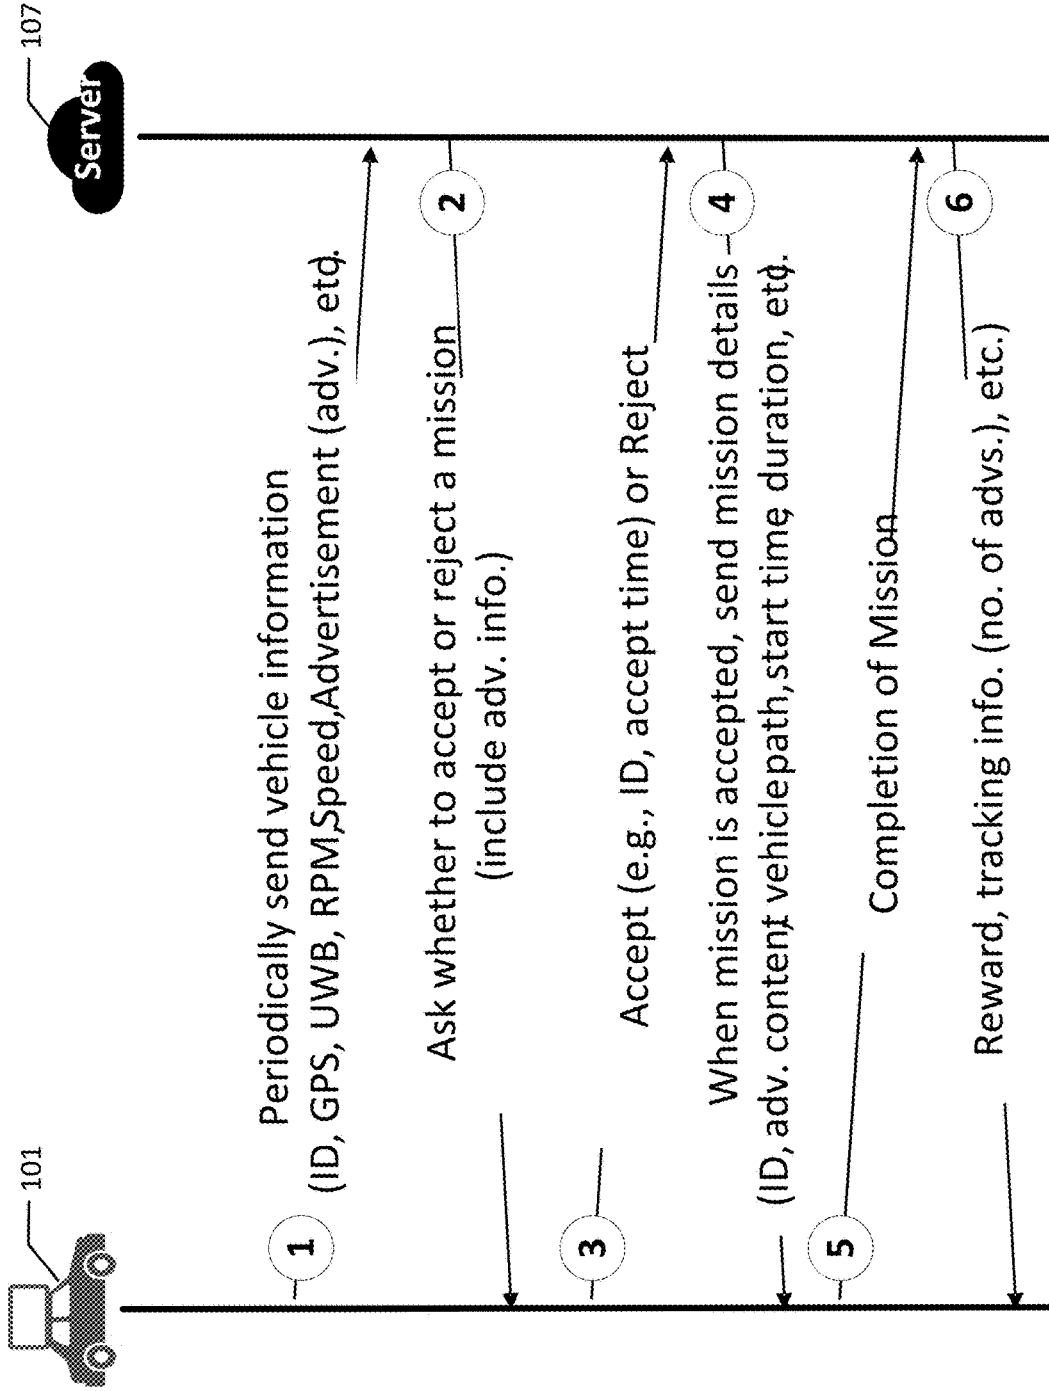 101
107
Server
1
Periodically send vehicle information
(ID, GPS, UWB, RPM,Speed,Advertisement (adv.), etc.
2
Ask whether to accept or reject a mission
(include adv. info.)
3
Accept (e.g., ID, accept time) or Reject
4
When mission is accepted, send mission details
(ID, adv. content, vehiclepath,start time, duration, etc.
5
Completion of Mission
6
Reward, tracking info. (no. of advs.), etc.)